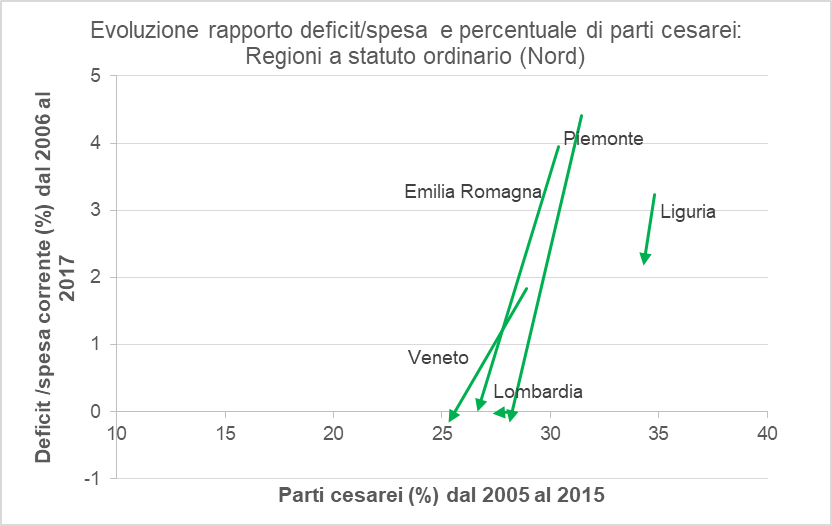 Evoluzione rapporto deficit/spesa e percentuale di parti cesarei:
Regioni a statuto ordinario (Nord)
Deficit /spesa corrente (%) dal 2006 al
2017
5
4
3
2
1
0
-1
Piemonte
Emilia Romagna
Liguria
Veneto
Lombardia
10 15 20 25 30 35 40
Parti cesarei (%) dal 2005 al 2015